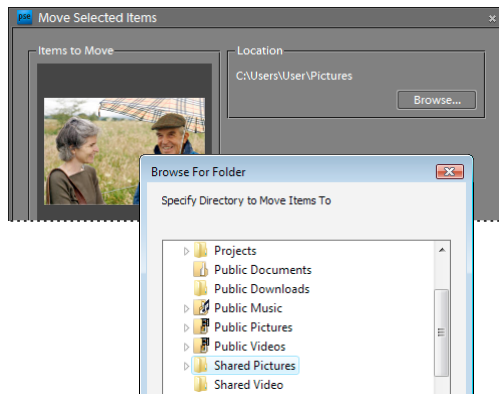 pse Move Selected Items
Items to Move
Location
C:\Users\User\Pictures
Browse...
Browse For Folder
Specify Directory to Move Items To
Projects
Public Documents
Public Downloads
Public Music
Public Pictures
Public Videos
Shared Pictures
Shared Video